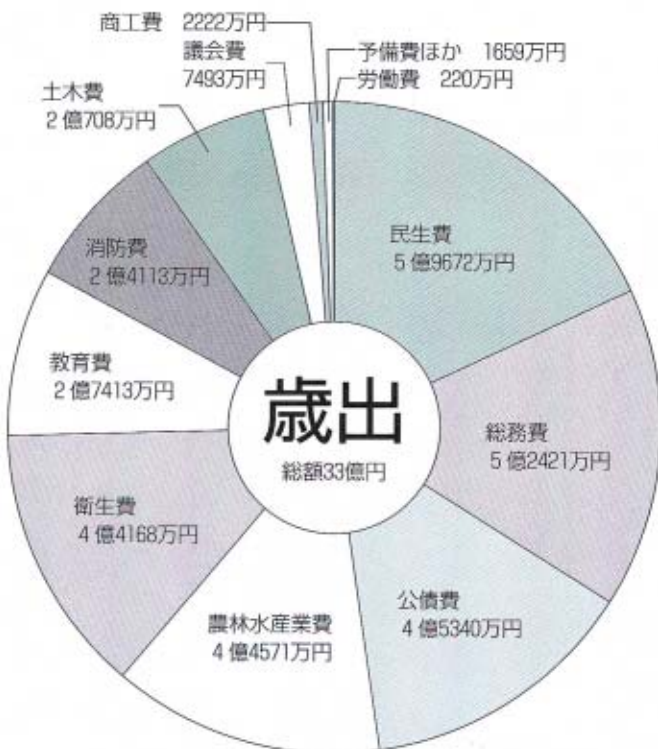 商工費 2222万円
議会費
7493万円
予備費ほか 1659万円
労働費 220万円
土木費
2億708万円
消防費
2億4113万円
民生費
5億9672万円
教育費
2億7413万円
歳出
総額33億円
総務費
5億2421万円
衛生費
4億4168万円
農林水産業費
4億4571万円
公債費
4億5340万円